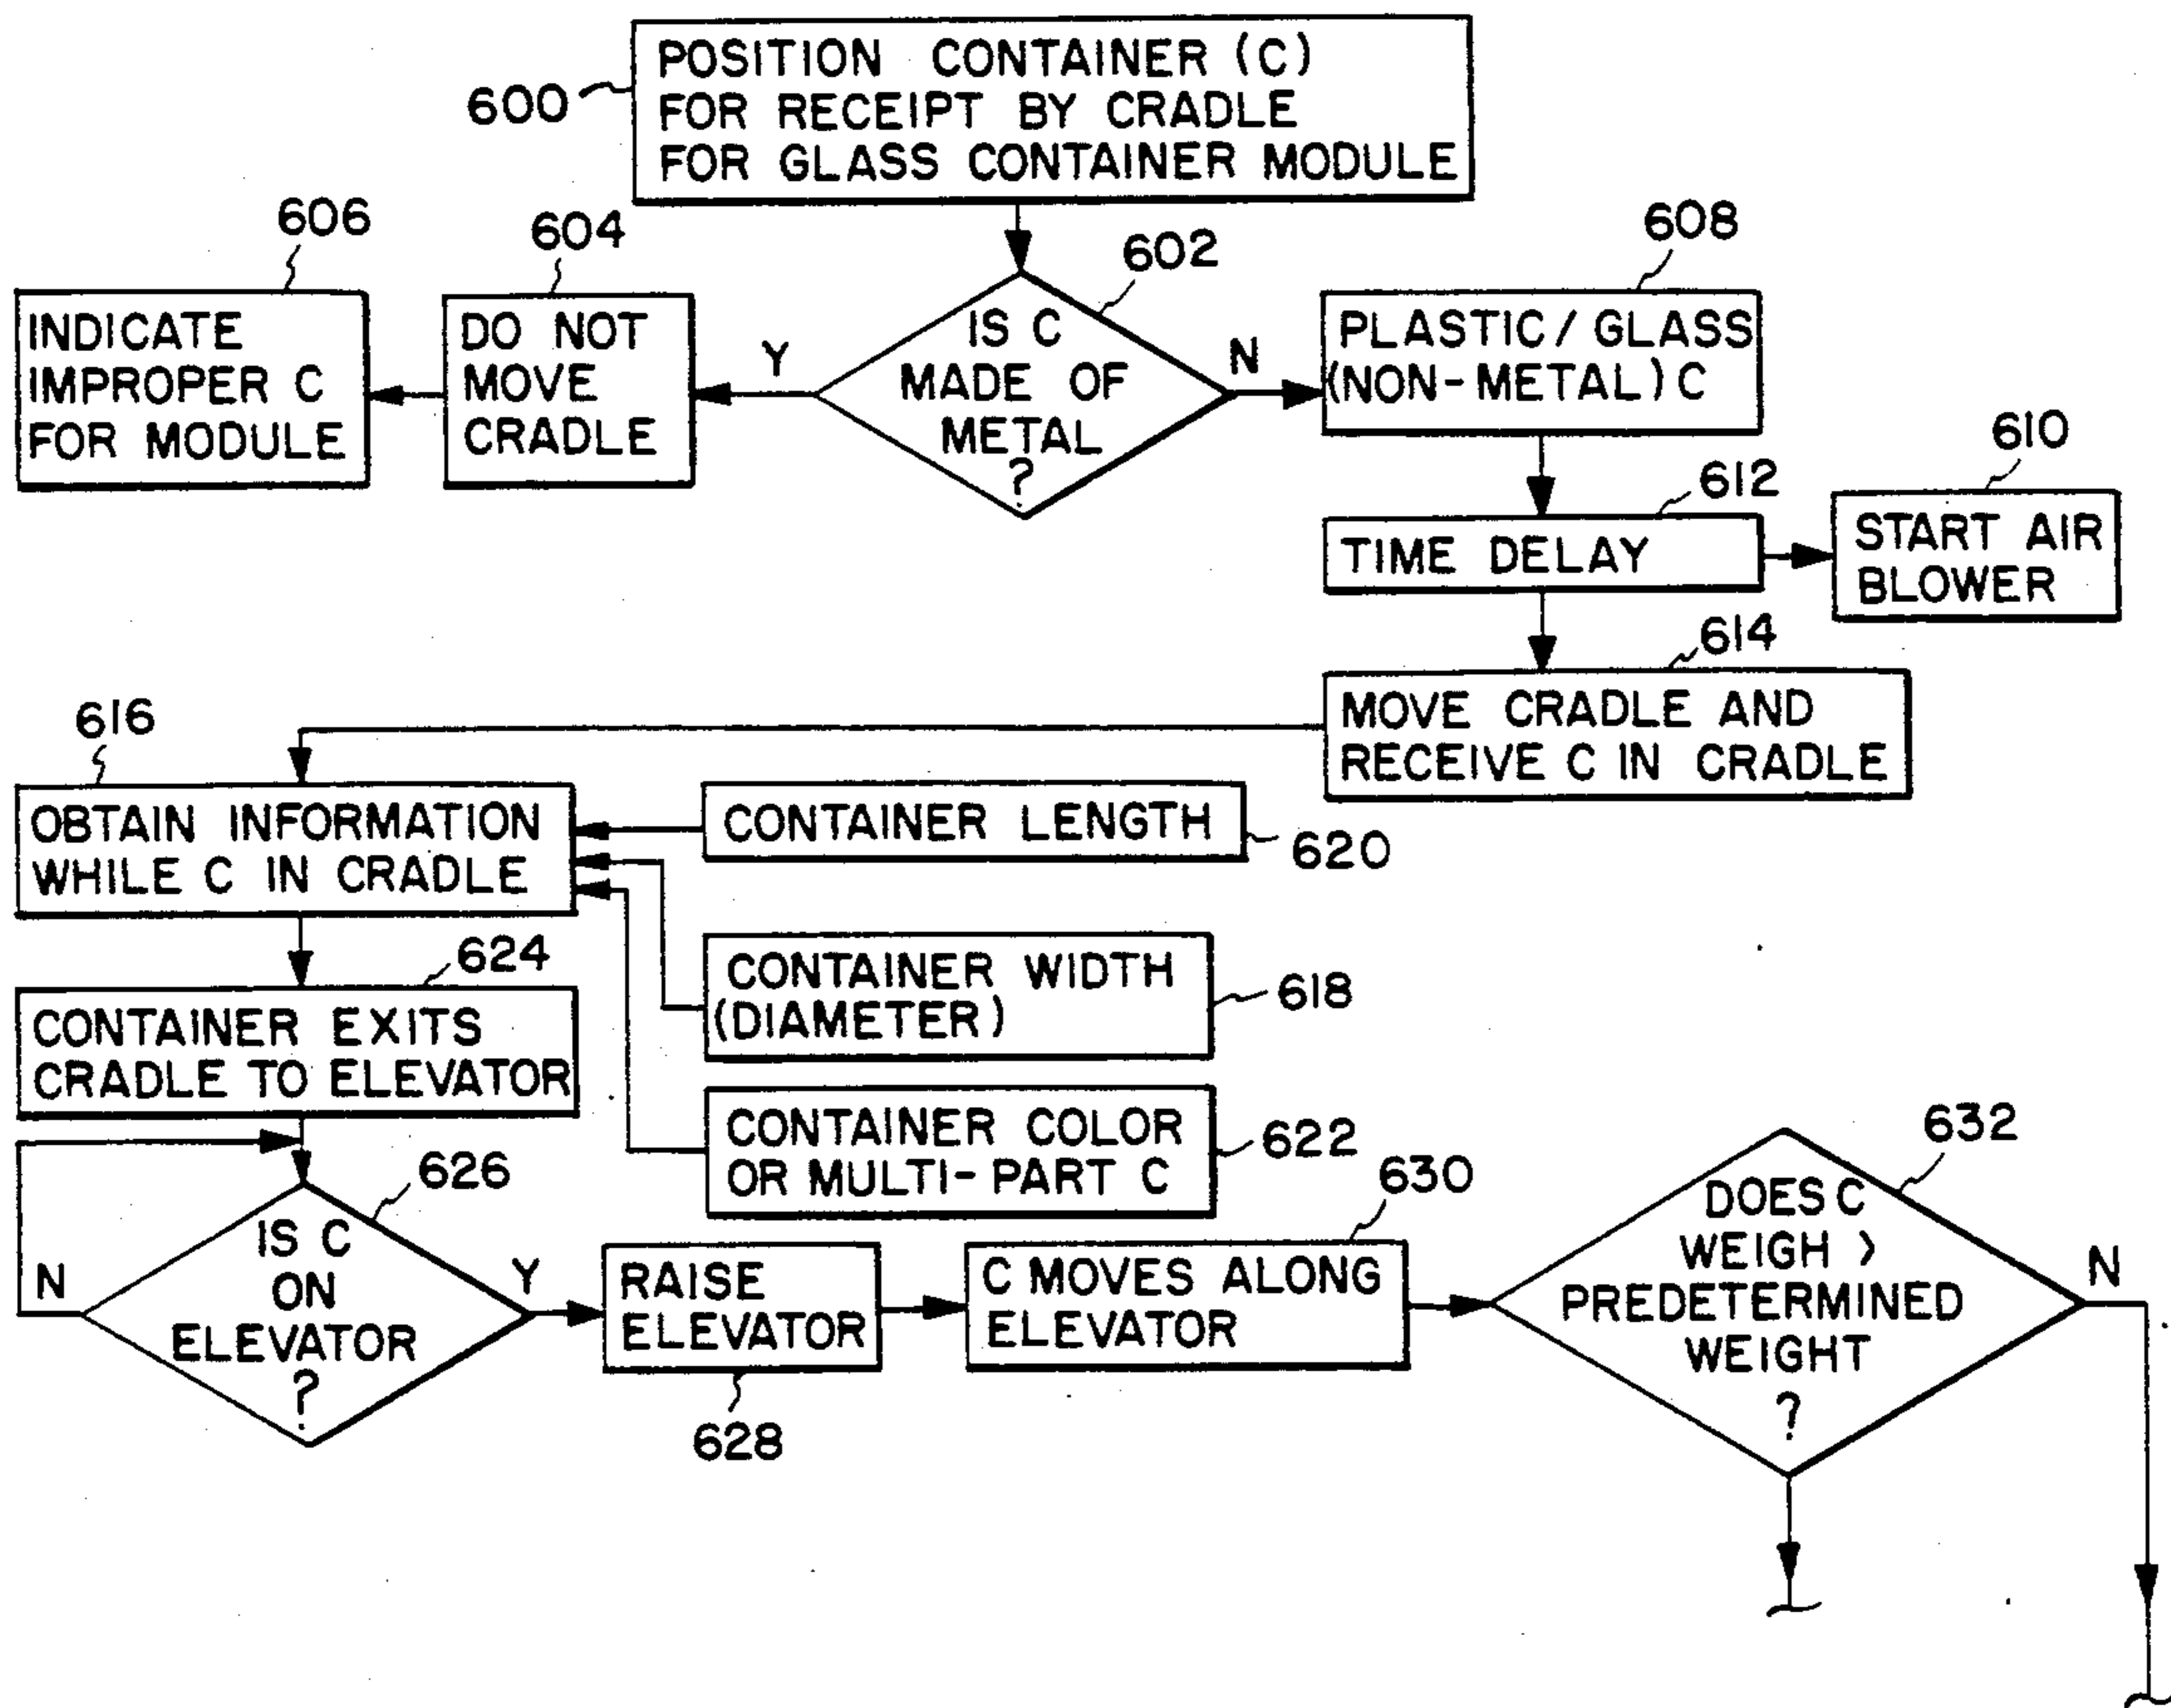 POSITION CONTAINER (C)
FOR RECEIPT BY CRADLE
FOR GLASS CONTAINER MODULE
600
606
604
602
608
INDICATE
IMPROPER C
FOR MODULE
DO NOT
MOVE
CRADLE
Y
IS C
MADE OF
METAL
?
N
PLASTIC / GLASS
(NON-METAL) C
610
612
TIME DELAY
START AIR
BLOWER
614
MOVE CRADLE AND
RECEIVE C IN CRADLE
616
OBTAIN INFORMATION
WHILE C IN CRADLE
CONTAINER LENGTH
620
624
CONTAINER WIDTH
(DIAMETER)
618
CONTAINER EXITS
CRADLE TO ELEVATOR
CONTAINER COLOR
OR MULTI-PART C
622
626
630
632
N
IS C
ON
ELEVATOR
?
Y
RAISE
ELEVATOR
628
C MOVES ALONG
ELEVATOR
DOES C
WEIGH >
PREDETERMINED
WEIGHT
?
N